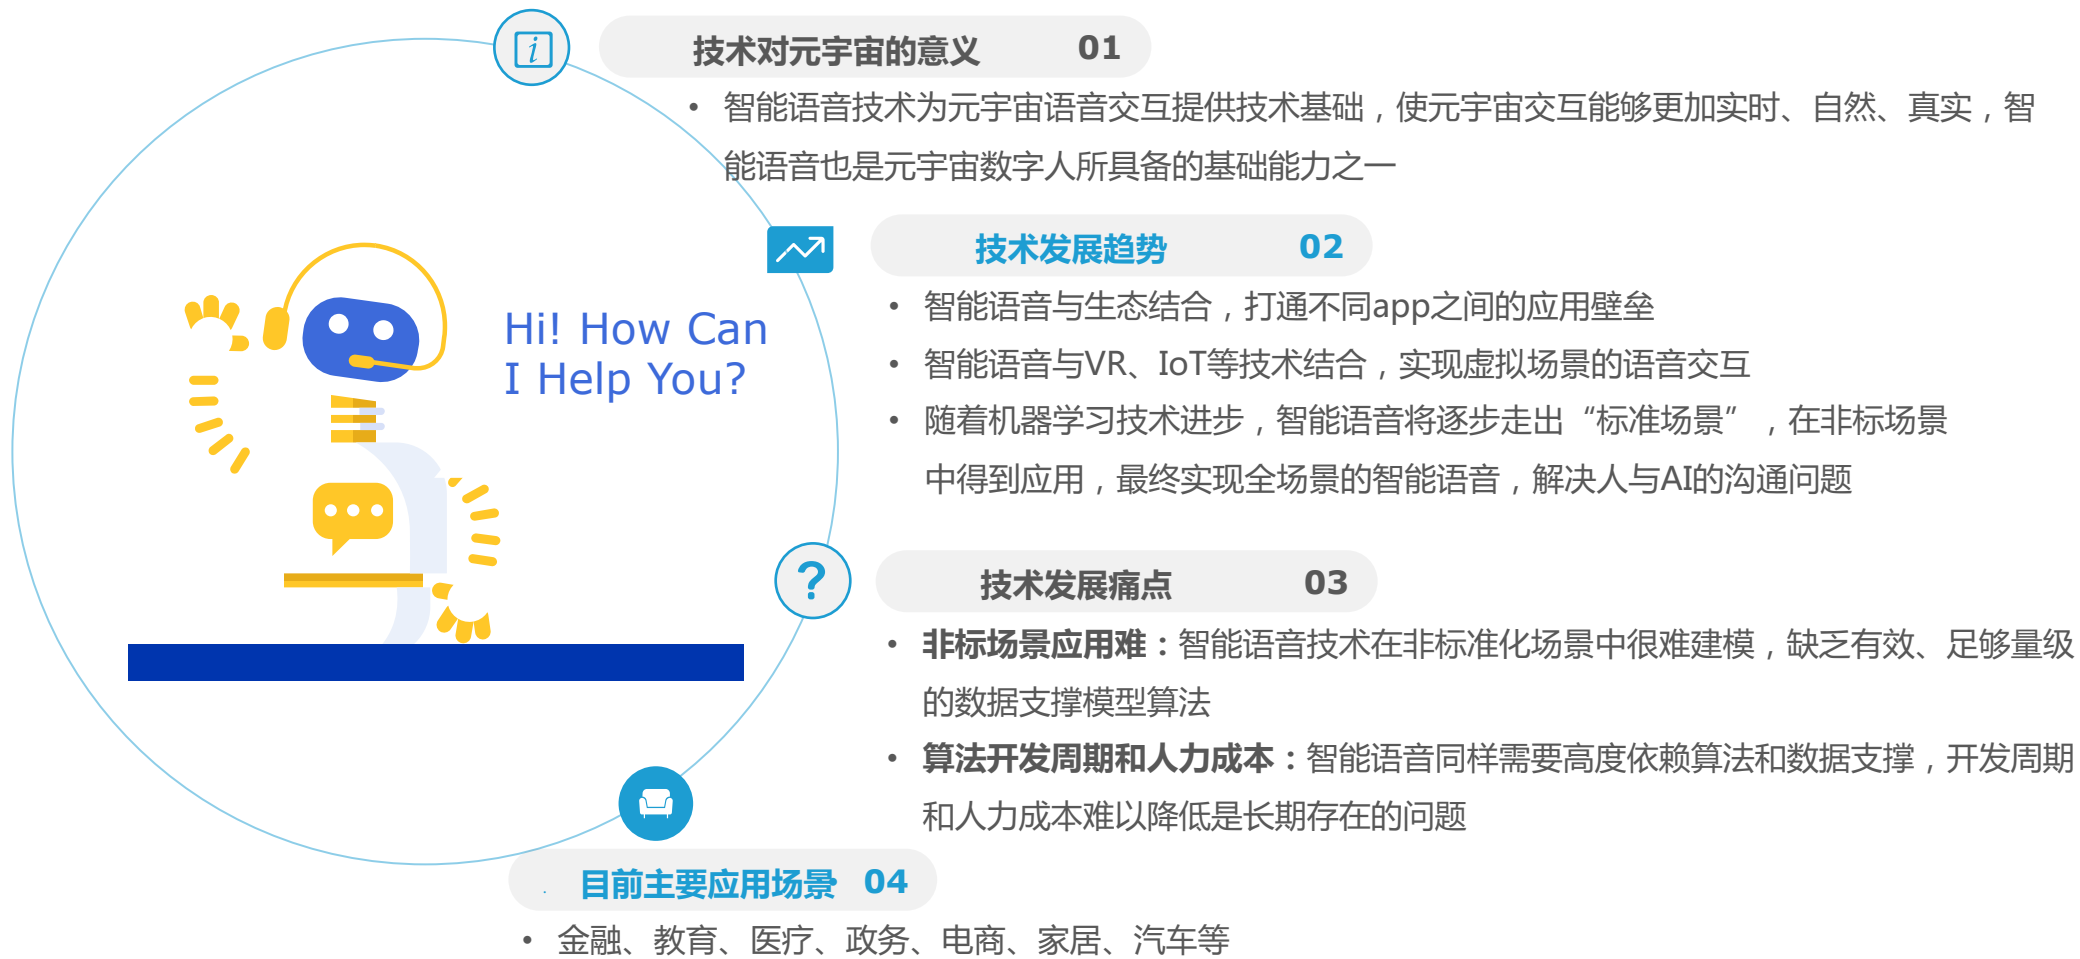 技术对元宇宙的意义 01
• 智能语音技术为元宇宙语音交互提供技术基础，使元宇宙交互能够更加实时、自然、真实，智
能语音也是元宇宙数字人所具备的基础能力之一
技术发展趋势 02
• 智能语音与生态结合，打通不同app之间的应用壁垒
• 智能语音与VR、IoT等技术结合，实现虚拟场景的语音交互
• 随着机器学习技术进步，智能语音将逐步走出“标准场景”，在非标场景
中得到应用，最终实现全场景的智能语音，解决人与AI的沟通问题
Hi! How Can
I Help You?
技术发展痛点 03
• 非标场景应用难：智能语音技术在非标准化场景中很难建模，缺乏有效、足够量级
的数据支撑模型算法
• 算法开发周期和人力成本：智能语音同样需要高度依赖算法和数据支撑，开发周期
和人力成本难以降低是长期存在的问题
目前主要应用场景 04
• 金融、教育、医疗、政务、电商、家居、汽车等